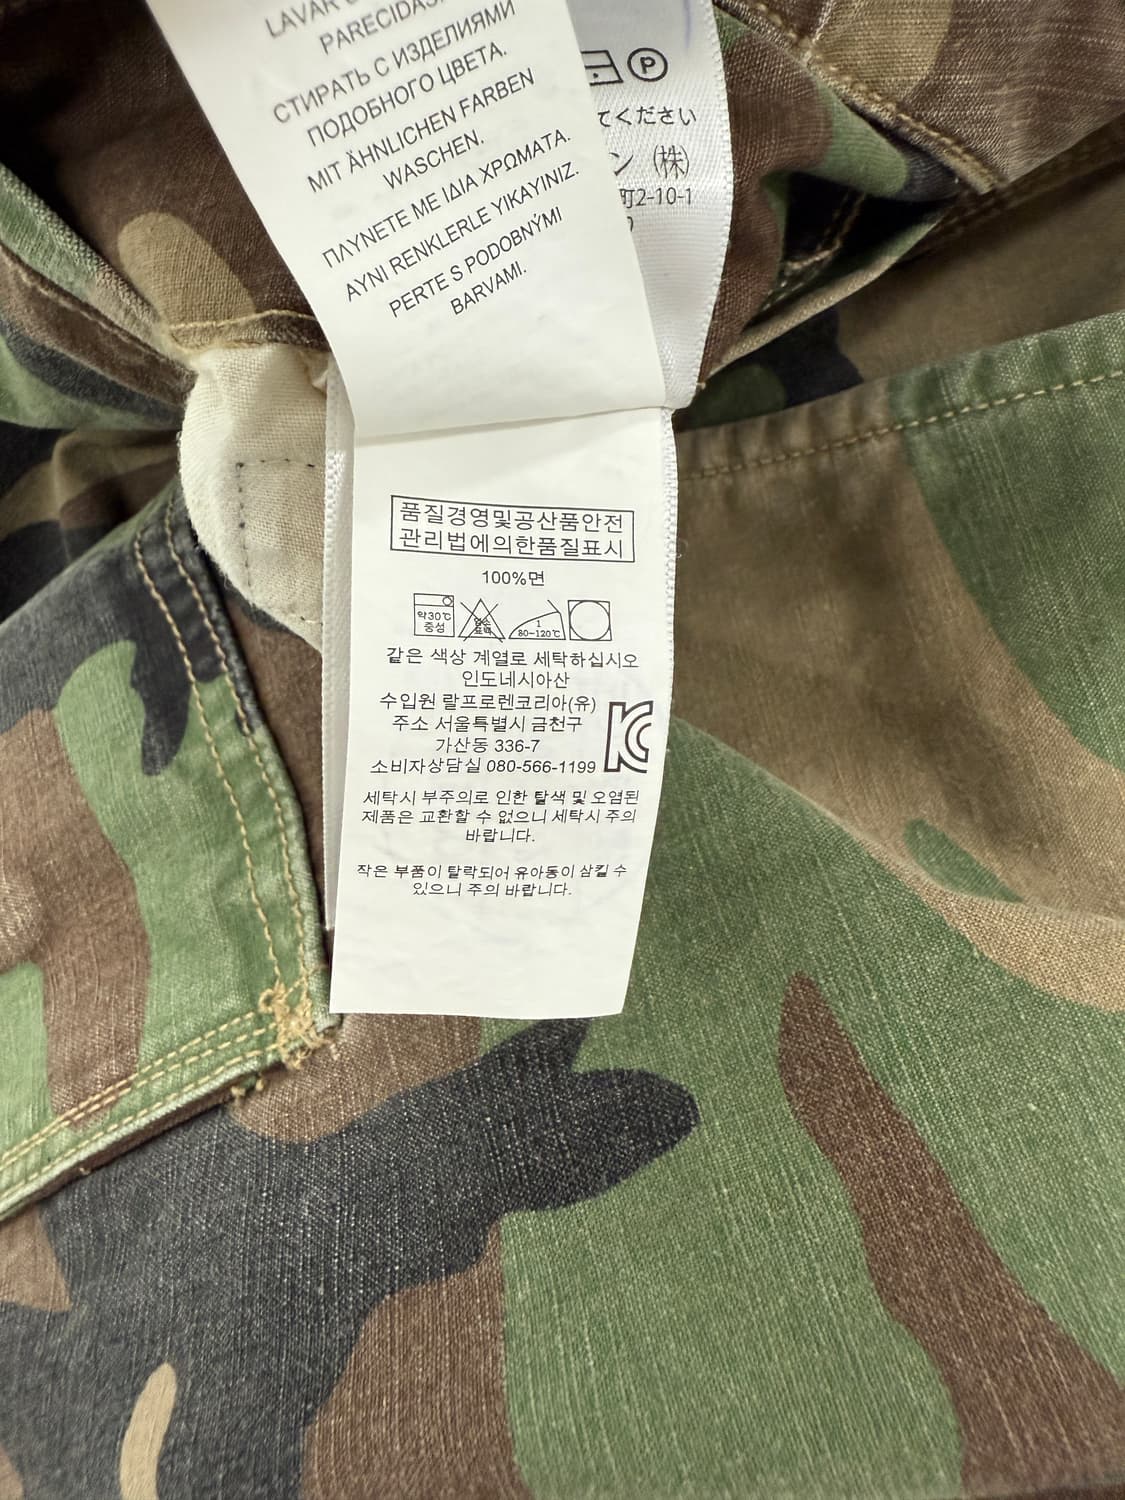 LAVAR
PARECIDAS.
СТИРАТЬ С ИЗДЕЛИЯМИ
ПОДОБНОГО ЦВЕТА.
MIT ÄHNLICHEN FARBEN
WASCHEN.
ΠΛΥΝΕΤΕ ΜΕ ΙΔΙΑ ΧΡΩΜΑΤΑ.
AYNI RENKLERLE YIKAYINIZ.
PERTE S PODOBNÝMI
BARVAMI.
P
てください
ン (株)
町2-10-1
품질경영및공산품안전
관리법에의한품질표시
100%면
약30℃
중성
염소
표백
1
80~120℃
같은 색상 계열로 세탁하십시오
인도네시아산
수입원 랄프로렌코리아(유)
주소 서울특별시 금천구
가산동 336-7
소비자상담실 080-566-1199
KC
세탁시 부주의로 인한 탈색 및 오염된
제품은 교환할 수 없으니 세탁시 주의
바랍니다.
작은 부품이 탈락되어 유아동이 삼킬 수
있으니 주의 바랍니다.